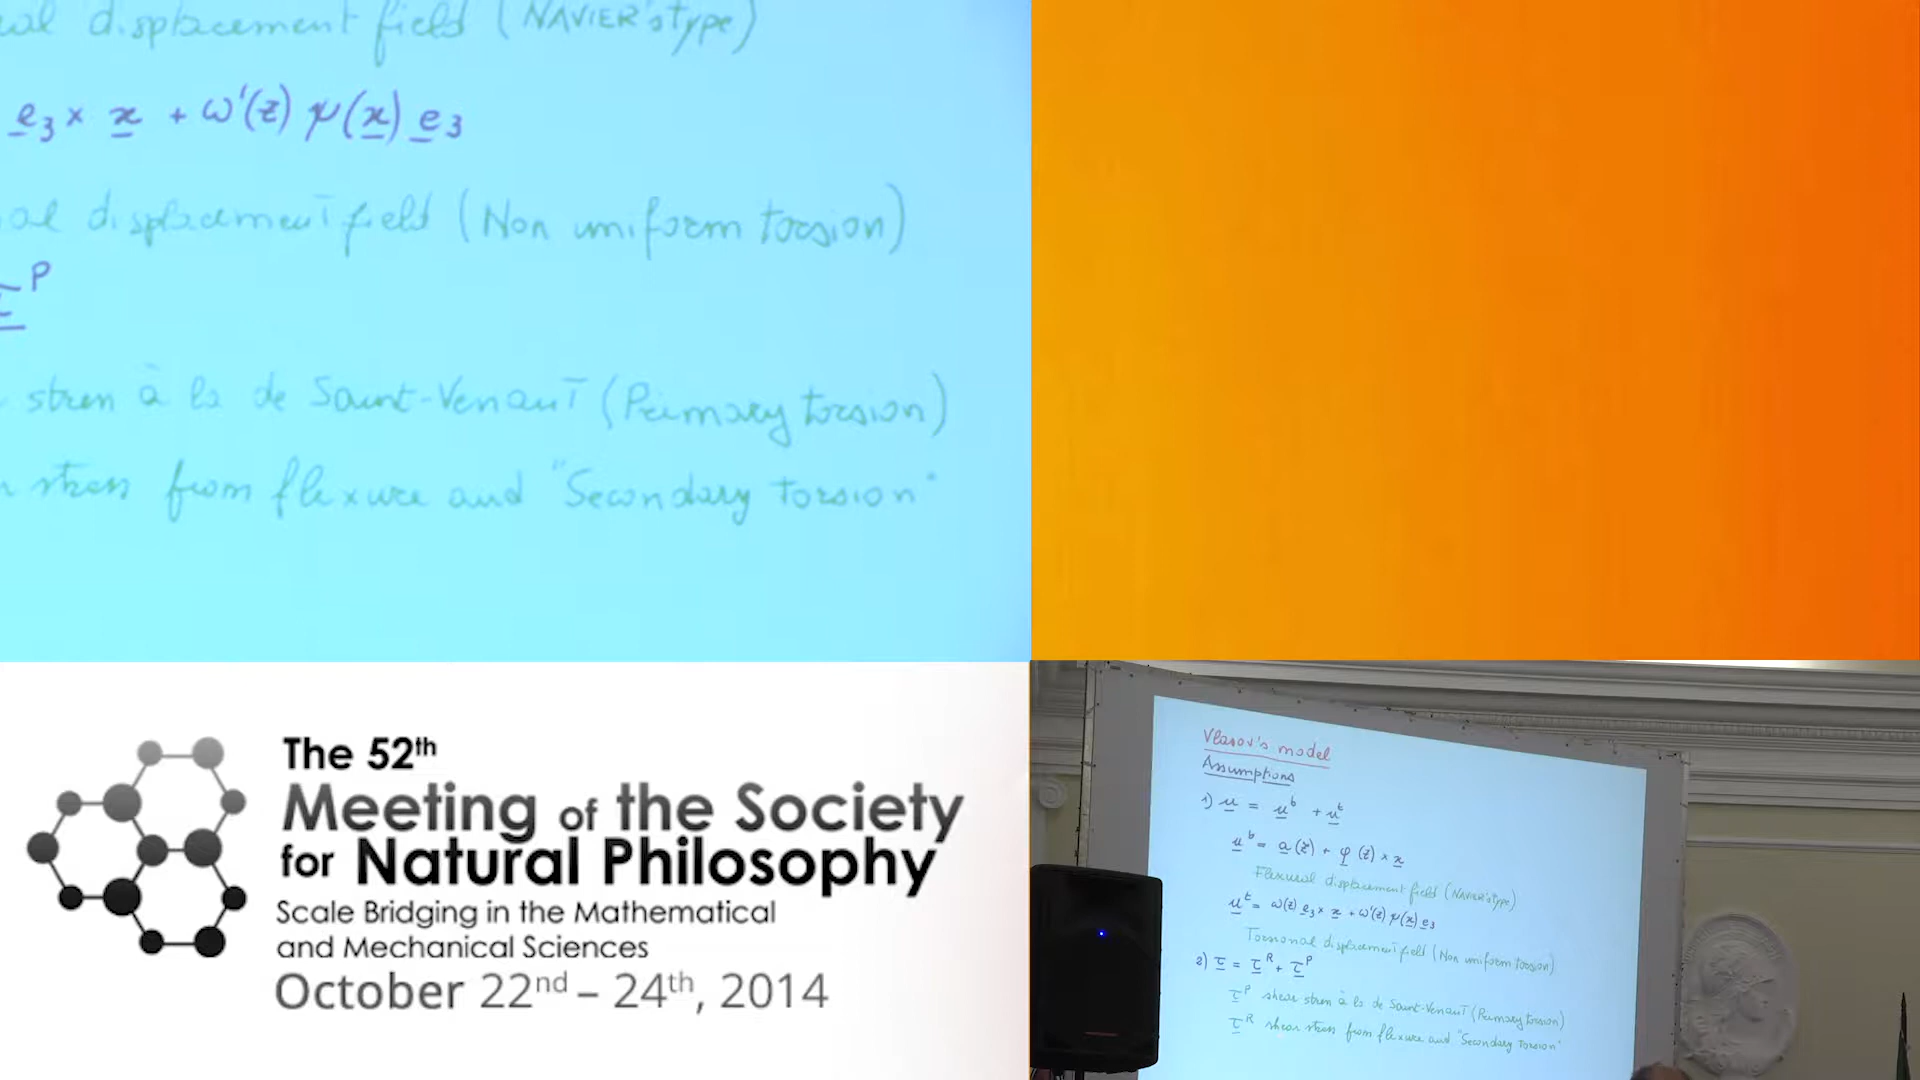 al displacement field (NAVIER'stype)
e3 × x + ω'(z) ψ(x) e3
al displacement field (Non uniform torsion)
τ^P
stress à la de Saint-Venant (Primary torsion)
stress from flexure and "Secondary torsion"
The 52th
Meeting of the Society
for Natural Philosophy
Scale Bridging in the Mathematical
and Mechanical Sciences
October 22nd – 24th, 2014
Vlasov's model
Assumptions
1) u = u^b + u^t
u^b = a(z) + φ(z) × x
Flexural displacement field (NAVIER'stype)
u^t = ω(z) e3 × x + ω'(z) ψ(x) e3
Torsional displacement field (Non uniform torsion)
2) τ = τ^R + τ^P
τ^P shear stress à la de Saint-Venant (Primary torsion)
τ^R shear stress from flexure and "Secondary torsion"